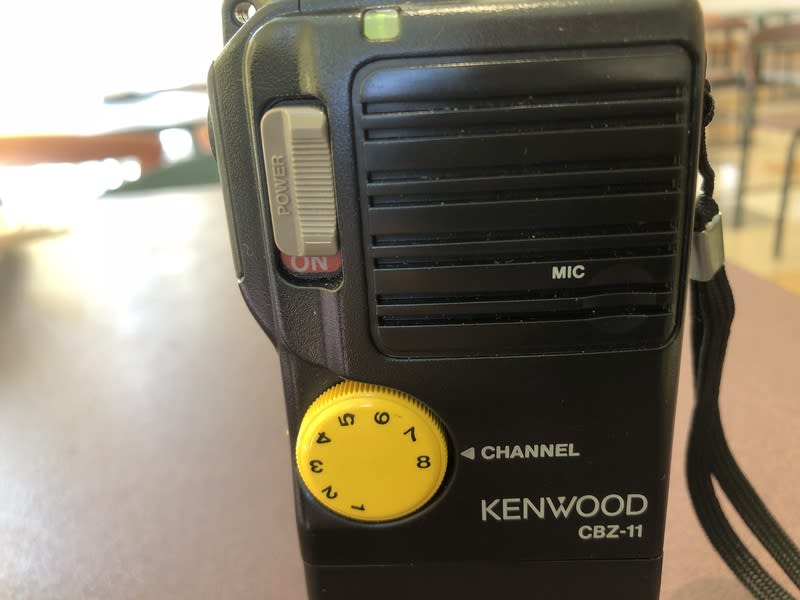 POWER
ON
MIC
1 2 3 4 5 6 7 8
CHANNEL
KENWOOD
CBZ-11